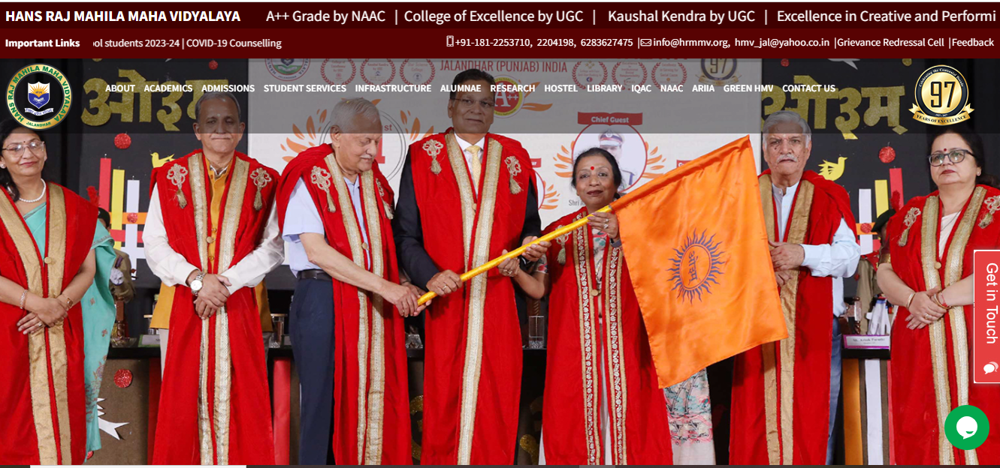 HANS RAJ MAHILA MAHA VIDYALAYA
A++ Grade by NAAC | College of Excellence by UGC | Kaushal Kendra by UGC | Excellence in Creative and Performi
Important Links
ol students 2023-24 | COVID-19 Counselling
+91-181-2253710, 2204198, 6283627475 | info@hrmmv.org, hmv_jal@yahoo.co.in | Grievance Redressal Cell | Feedback
HANS RAJ MAHILA MAHA VIDYALAYA
JALANDHAR
JALANDHAR (PUNJAB) INDIA
97
ABOUT ACADEMICS ADMISSIONS STUDENT SERVICES INFRASTRUCTURE ALUMNAE RESEARCH HOSTEL LIBRARY IQAC NAAC ARIIA GREEN HMV CONTACT US
97
YEARS OF EXCELLENCE
ओ३म्
A++
ओ३म्
Chief Guest
ओ३म्
Get in Touch